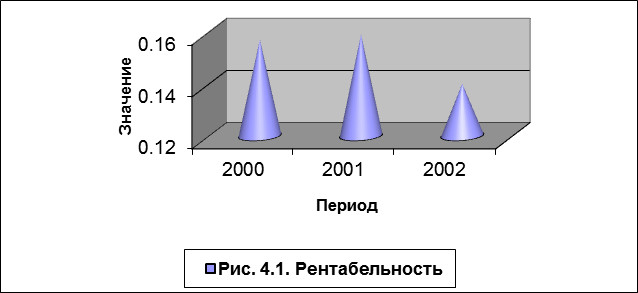 0.16
0.14
0.12
Значение
2000 2001 2002
Период
Рис. 4.1. Рентабельность